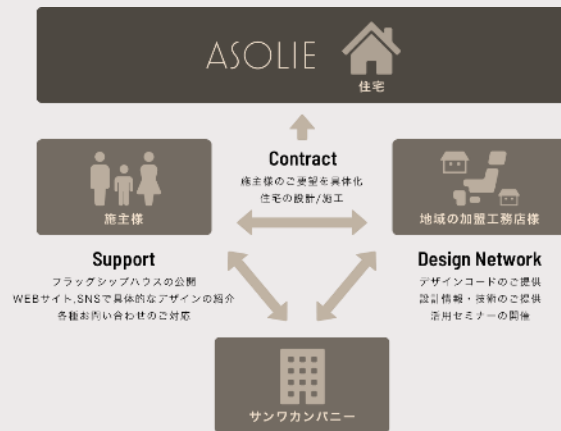 ASOLIE
住宅
Contract
施主様のご要望を具体化
住宅の設計/施工
施主様
地域の加盟工務店様
Support
フラッグシップハウスの公開
WEBサイト,SNSで具体的なデザインの紹介
各種お問い合わせのご対応
Design Network
デザインコードのご提供
設計情報・技術のご提供
活用セミナーの開催
サンワカンパニー